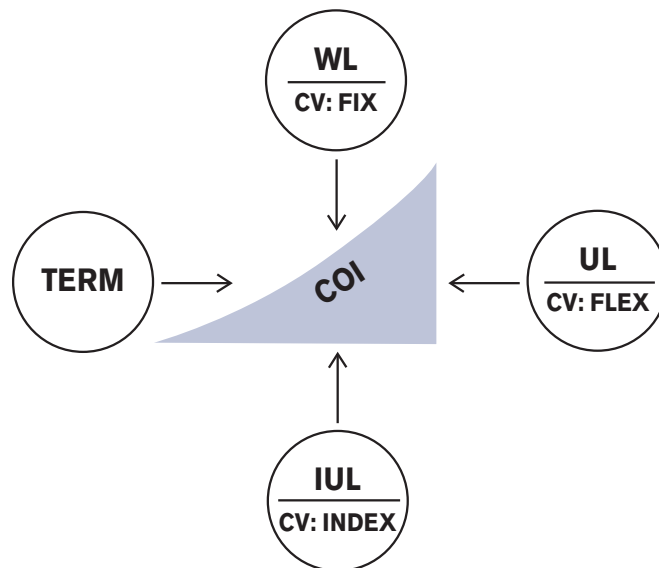 WL
CV: FIX
TERM
COI
UL
CV: FLEX
IUL
CV: INDEX